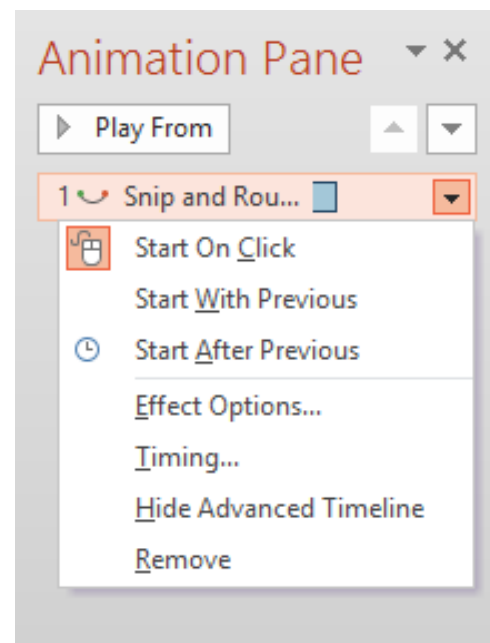 Animation Pane
Play From
1 Snip and Rou...
Start On Click
Start With Previous
Start After Previous
Effect Options...
Timing...
Hide Advanced Timeline
Remove